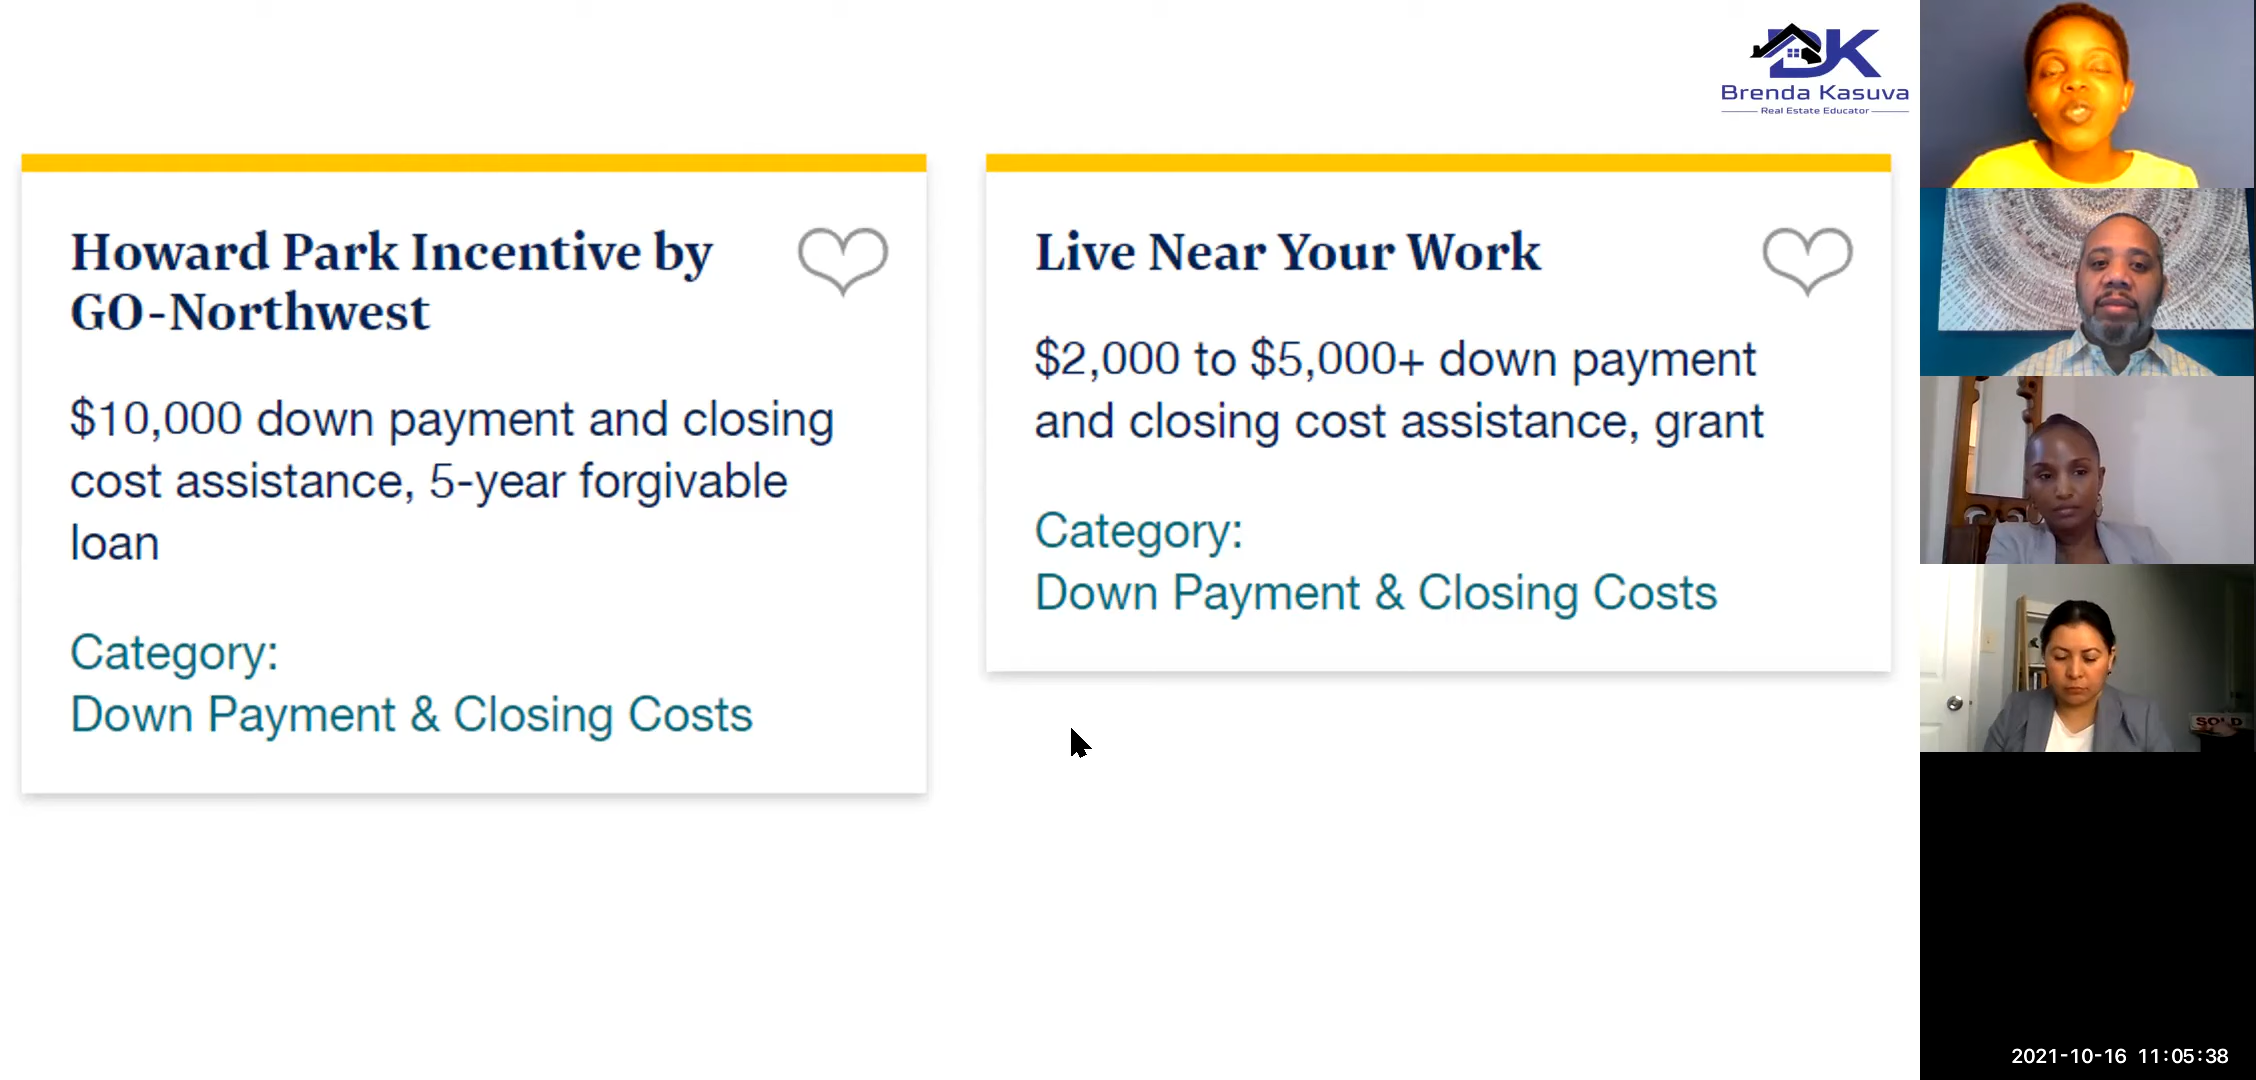 DK
Brenda Kasuva
Real Estate Educator
Howard Park Incentive by
GO-Northwest
$10,000 down payment and closing
cost assistance, 5-year forgivable
loan
Category:
Down Payment & Closing Costs
Live Near Your Work
$2,000 to $5,000+ down payment
and closing cost assistance, grant
Category:
Down Payment & Closing Costs
SOLD
2021-10-16 11:05:38